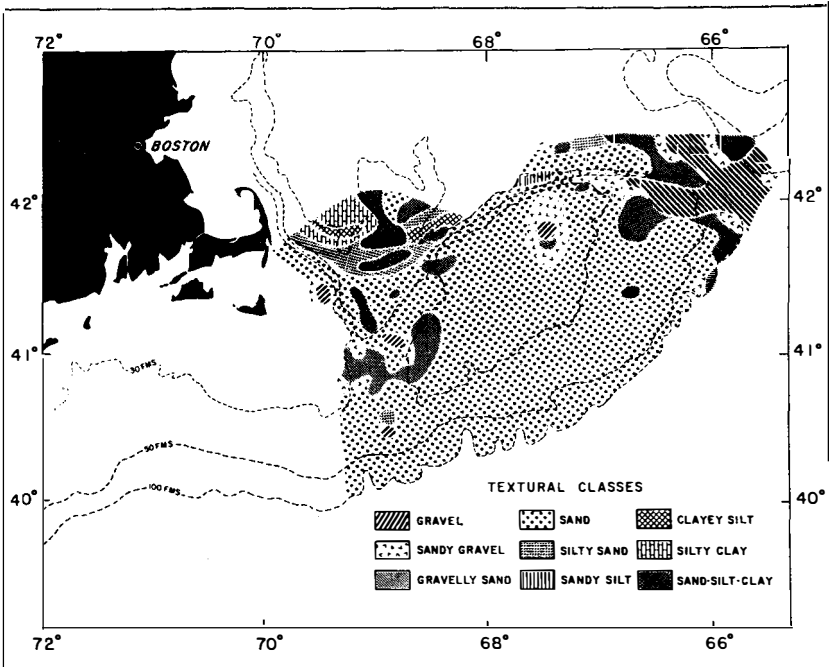 72° 70° 68° 66°
BOSTON
42° 42°
41° 41°
30 FMS
50 FMS
40° 40°
100 FMS
TEXTURAL CLASSES
GRAVEL SAND CLAYEY SILT
SANDY GRAVEL SILTY SAND SILTY CLAY
GRAVELLY SAND SANDY SILT SAND-SILT-CLAY
72° 70° 68° 66°